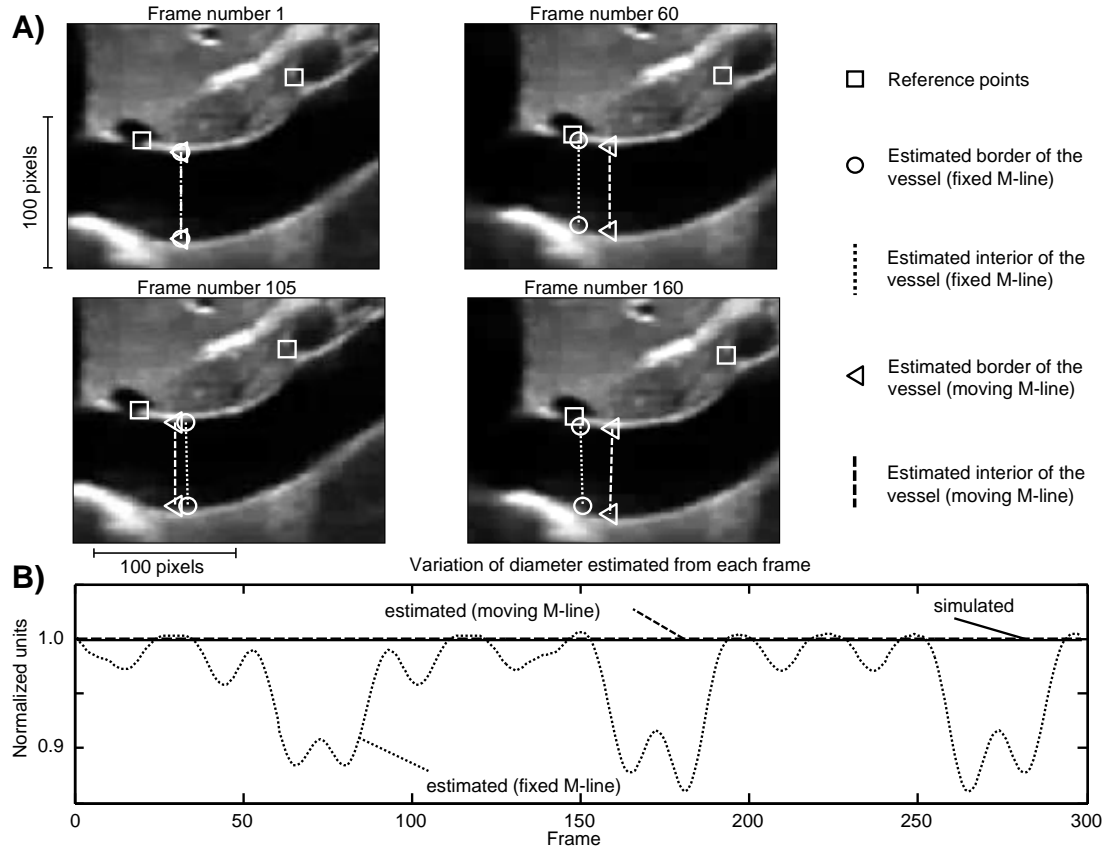 A)
Frame number 1
Frame number 60
100 pixels
Reference points
Estimated border of the
vessel (fixed M-line)
Estimated interior of the
vessel (fixed M-line)
Frame number 105
Frame number 160
Estimated border of the
vessel (moving M-line)
Estimated interior of the
vessel (moving M-line)
100 pixels
B)
Variation of diameter estimated from each frame
estimated (moving M-line)
simulated
1.0
Normalized units
0.9
estimated (fixed M-line)
0 50 100 150 200 250 300
Frame